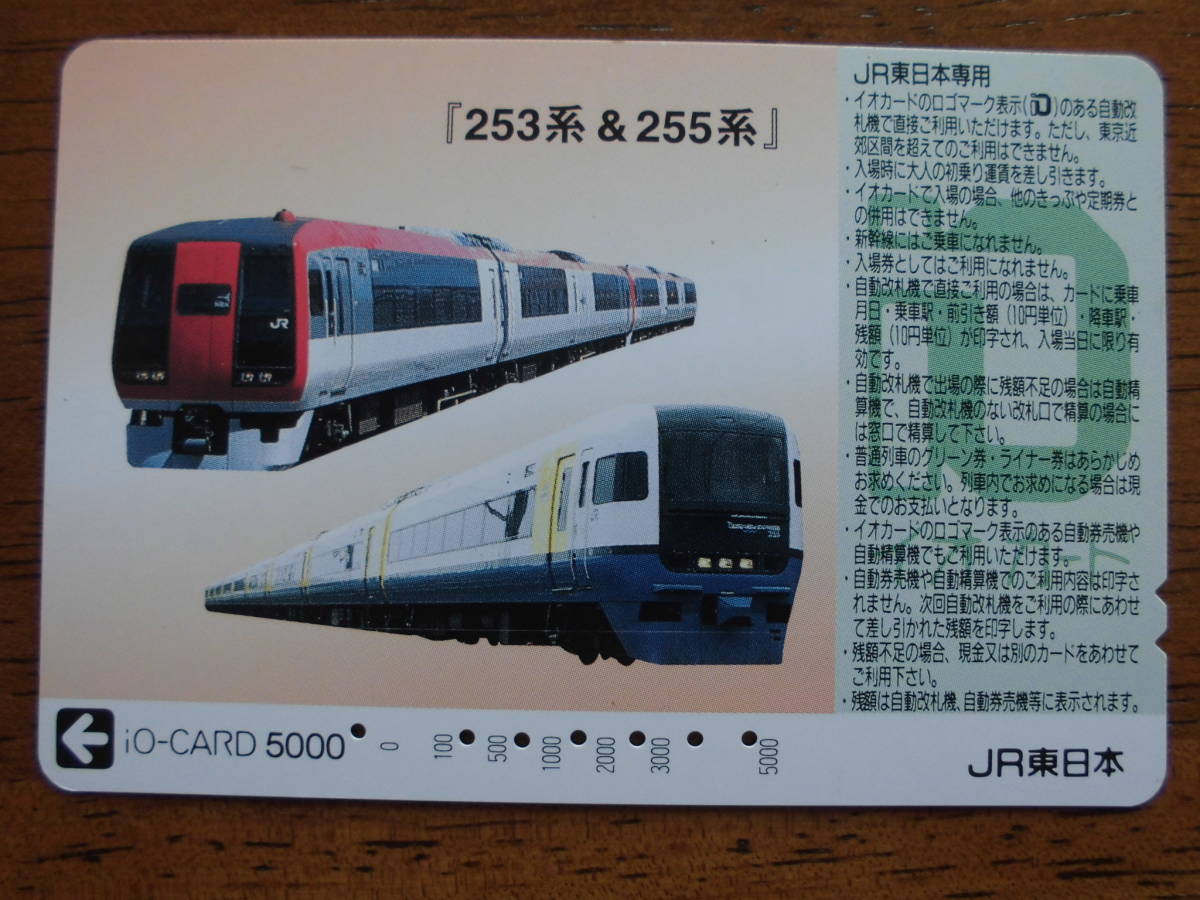 『253系 & 255系』
JR
JR
JR東日本専用
・イオカードのロゴマーク表示(iO)のある自動改
札機で直接ご利用いただけます。ただし、東京近
郊区間を超えてのご利用はできません。
・入場時に大人の初乗り運賃を差し引きます。
・イオカードで入場の場合、他のきっぷや定期券と
の併用はできません。
・新幹線にはご乗車になれません。
・入場券としてはご利用になれません。
・自動改札機で直接ご利用の場合は、カードに乗車
月日・乗車駅・前引き額（10円単位）・降車駅・
残額（10円単位）が印字され、入場当日に限り有
効です。
・自動改札機で出場の際に残額不足の場合は自動精
算機で、自動改札機のない改札口で精算の場合に
は窓口で精算して下さい。
・普通列車のグリーン券・ライナー券はあらかじめ
お求めください。列車内でお求めになる場合は現
金でのお支払いとなります。
・イオカードのロゴマーク表示のある自動券売機や
自動精算機でもご利用いただけます。
・自動券売機や自動精算機でのご利用内容は印字さ
れません。次回自動改札機をご利用の際にあわせ
て差し引かれた残額を印字します。
・残額不足の場合、現金又は別のカードをあわせて
ご利用下さい。
・残額は自動改札機、自動券売機等に表示されます。
iO-CARD 5000
0 100 500 1000 2000 3000 5000
JR東日本